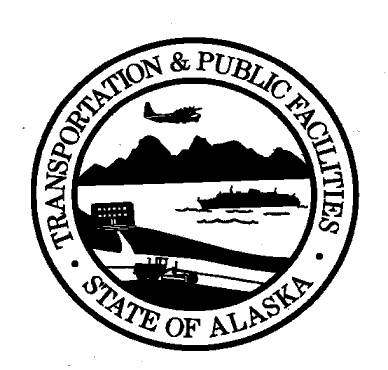 TRANSPORTATION & PUBLIC FACILITIES
STATE OF ALASKA